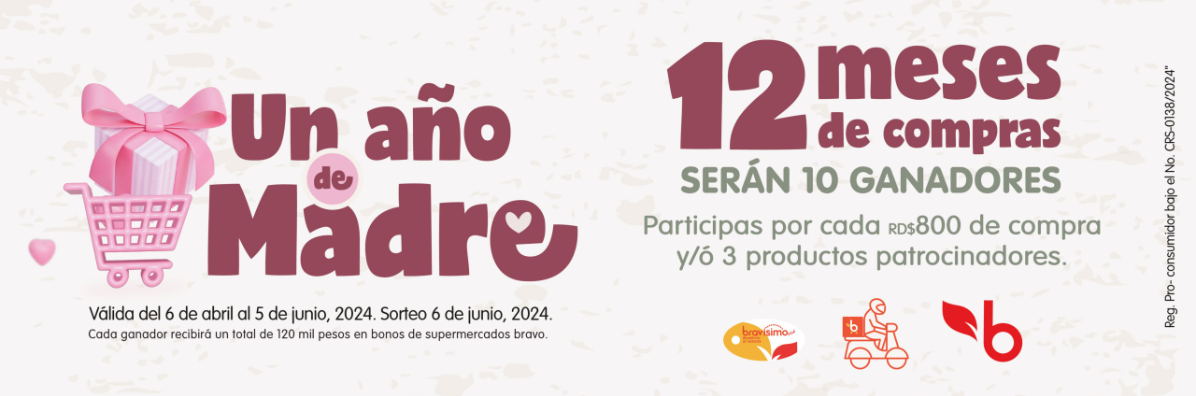 Un año
de
Madre
Válida del 6 de abril al 5 de junio, 2024. Sorteo 6 de junio, 2024.
Cada ganador recibirá un total de 120 mil pesos en bonos de supermercados bravo.
12 meses
de compras
SERÁN 10 GANADORES
Participas por cada RD$800 de compra
y/ó 3 productos patrocinadores.
bravisimo
b
b
Reg. Pro- consumidor bajo el No. CRS-0138/2024"